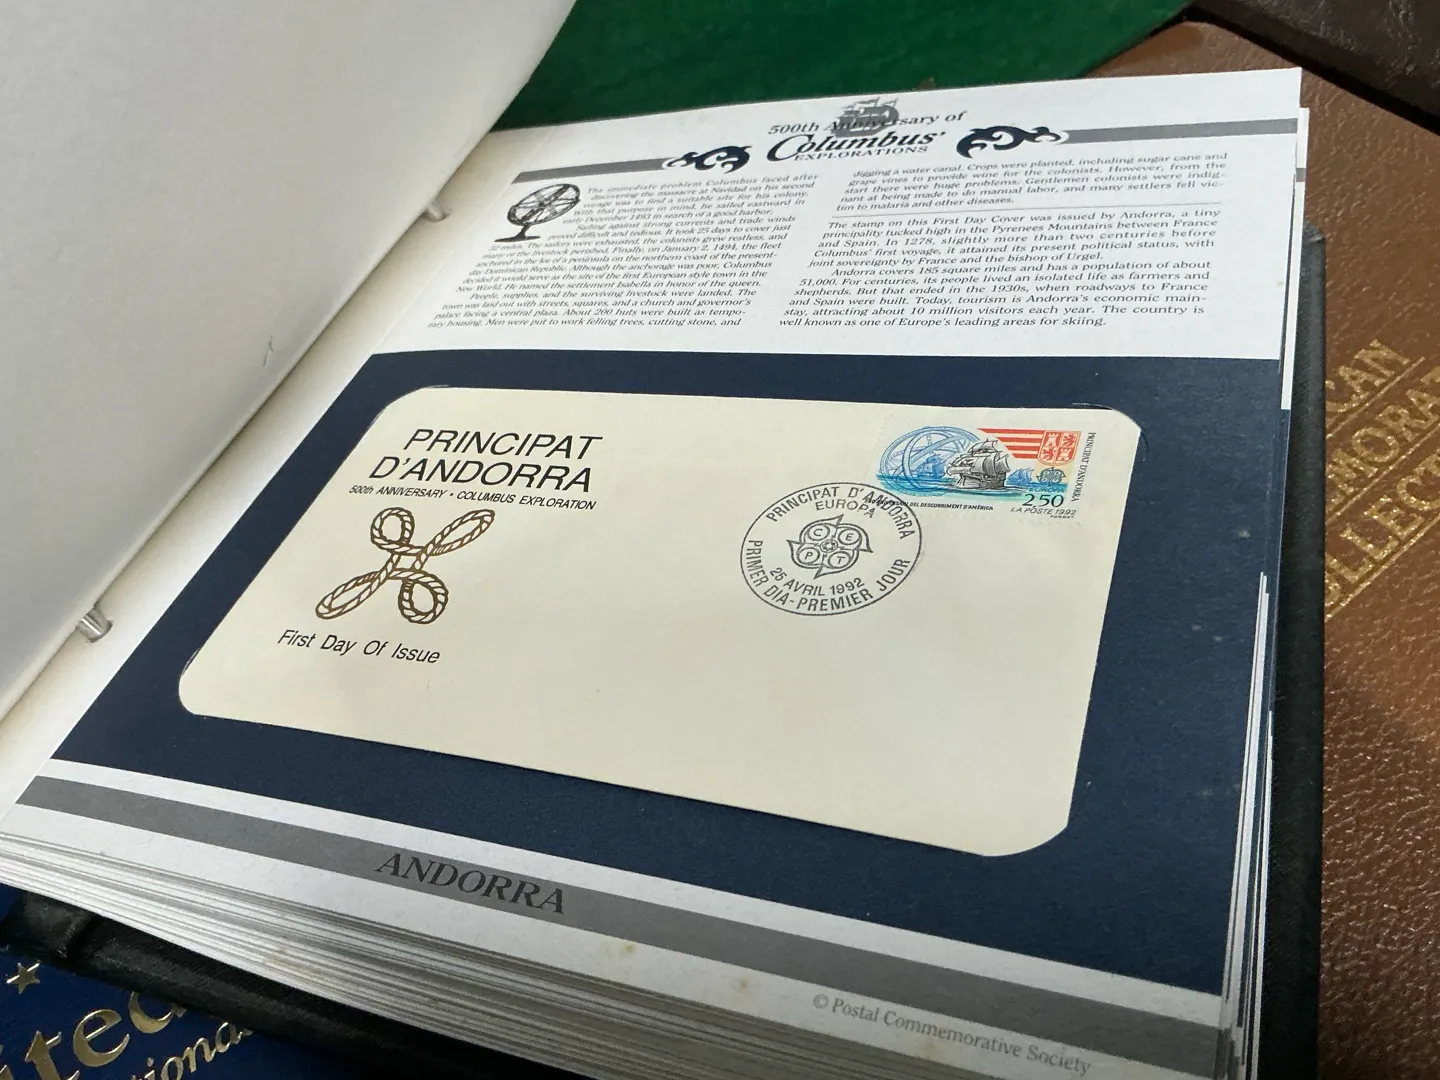 500th Anniversary of
Columbus'
EXPLORATIONS
The immediate problem Columbus faced after
discovering the massacre at Navidad on his second
voyage was to find a suitable site for his colony.
With that purpose in mind, he sailed eastward in
early December 1493 in search of a good harbor.
Sailing against strong currents and trade winds
proved difficult and tedious. It took 25 days to cover just
32 miles. The sailors were exhausted, the colonists grew restless, and
many of the livestock perished. Finally, on January 2, 1494, the fleet
anchored in the lee of a peninsula on the northern coast of the present-
day Dominican Republic. Although the anchorage was poor, Columbus
decided it would serve as the site of the first European style town in the
New World. He named the settlement Isabella in honor of the queen.
People, supplies, and the surviving livestock were landed. The
town was laid out with streets, squares, and a church and governor's
palace facing a central plaza. About 200 huts were built as tempo-
rary housing. Men were put to work felling trees, cutting stone, and
digging a water canal. Crops were planted, including sugar cane and
grape vines to provide wine for the colonists. However, from the
start there were huge problems. Gentlemen colonists were indig-
nant at being made to do manual labor, and many settlers fell vic-
tim to malaria and other diseases.
The stamp on this First Day Cover was issued by Andorra, a tiny
principality tucked high in the Pyrenees Mountains between France
and Spain. In 1278, slightly more than two centuries before
Columbus' first voyage, it attained its present political status, with
joint sovereignty by France and the bishop of Urgel.
Andorra covers 185 square miles and has a population of about
51,000. For centuries, its people lived an isolated life as farmers and
shepherds. But that ended in the 1930s, when roadways to France
and Spain were built. Today, tourism is Andorra's economic main-
stay, attracting about 10 million visitors each year. The country is
well known as one of Europe's leading areas for skiing.
PRINCIPAT
D'ANDORRA
500th ANNIVERSARY • COLUMBUS EXPLORATION
First Day Of Issue
PRINCIPAT D'ANDORRA
EUROPA
CEPT
25 AVRIL 1992
PRIMER DIA - PREMIER JOUR
PRINCIPAT D'ANDORRA
DEL DESCOBRIMENT D'AMÈRICA
2,50
LA POSTE 1992
ANDORRA
© Postal Commemorative Society